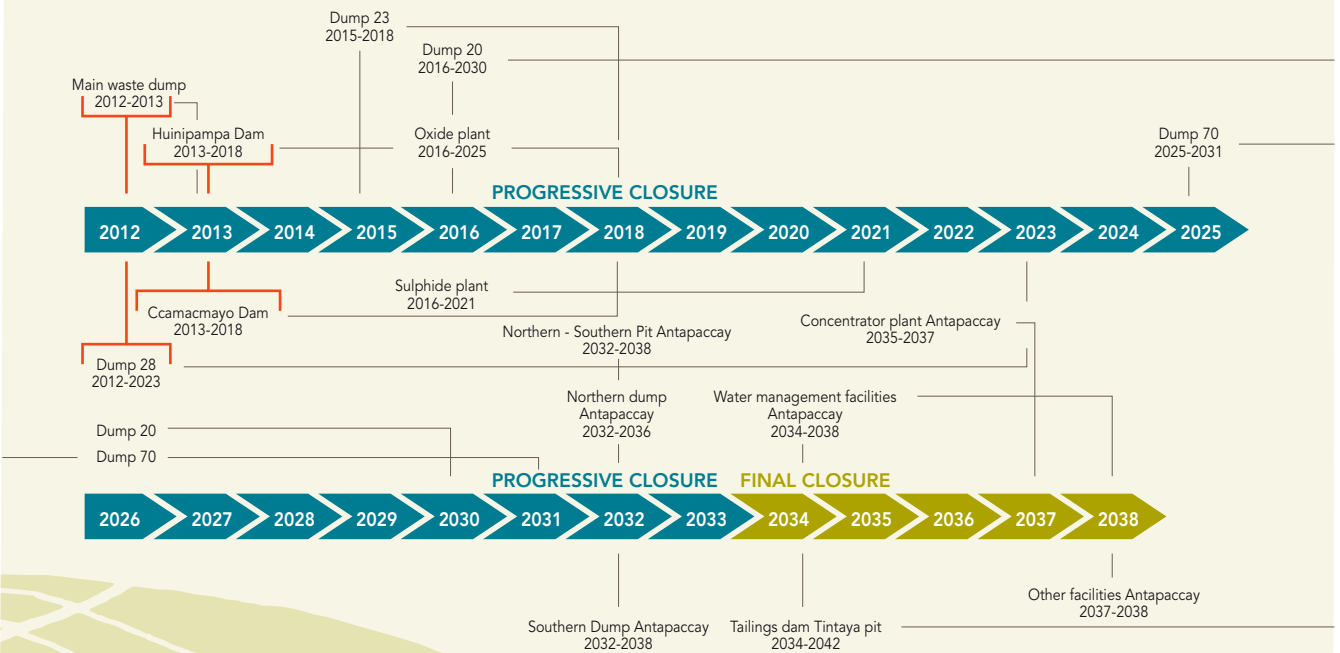 Dump 23
2015-2018
Dump 20
2016-2030
Main waste dump
2012-2013
Huinipampa Dam
2013-2018
Oxide plant
2016-2025
Dump 70
2025-2031
PROGRESSIVE CLOSURE
2012 2013 2014 2015 2016 2017 2018 2019 2020 2021 2022 2023 2024 2025
Sulphide plant
2016-2021
Ccamacmayo Dam
2013-2018
Northern - Southern Pit Antapaccay
2032-2038
Concentrator plant Antapaccay
2035-2037
Dump 28
2012-2023
Northern dump
Antapaccay
2032-2036
Water management facilities
Antapaccay
2034-2038
Dump 20
Dump 70
PROGRESSIVE CLOSURE FINAL CLOSURE
2026 2027 2028 2029 2030 2031 2032 2033 2034 2035 2036 2037 2038
Other facilities Antapaccay
2037-2038
Southern Dump Antapaccay
2032-2038
Tailings dam Tintaya pit
2034-2042